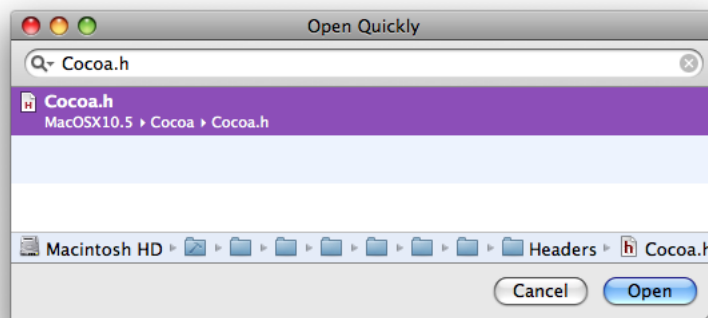 Open Quickly
Cocoa.h
Cocoa.h
MacOSX10.5 ▸ Cocoa ▸ Cocoa.h
Macintosh HD ▸ ▸ ▸ ▸ ▸ ▸ ▸ ▸ Headers ▸ Cocoa.h
Cancel Open